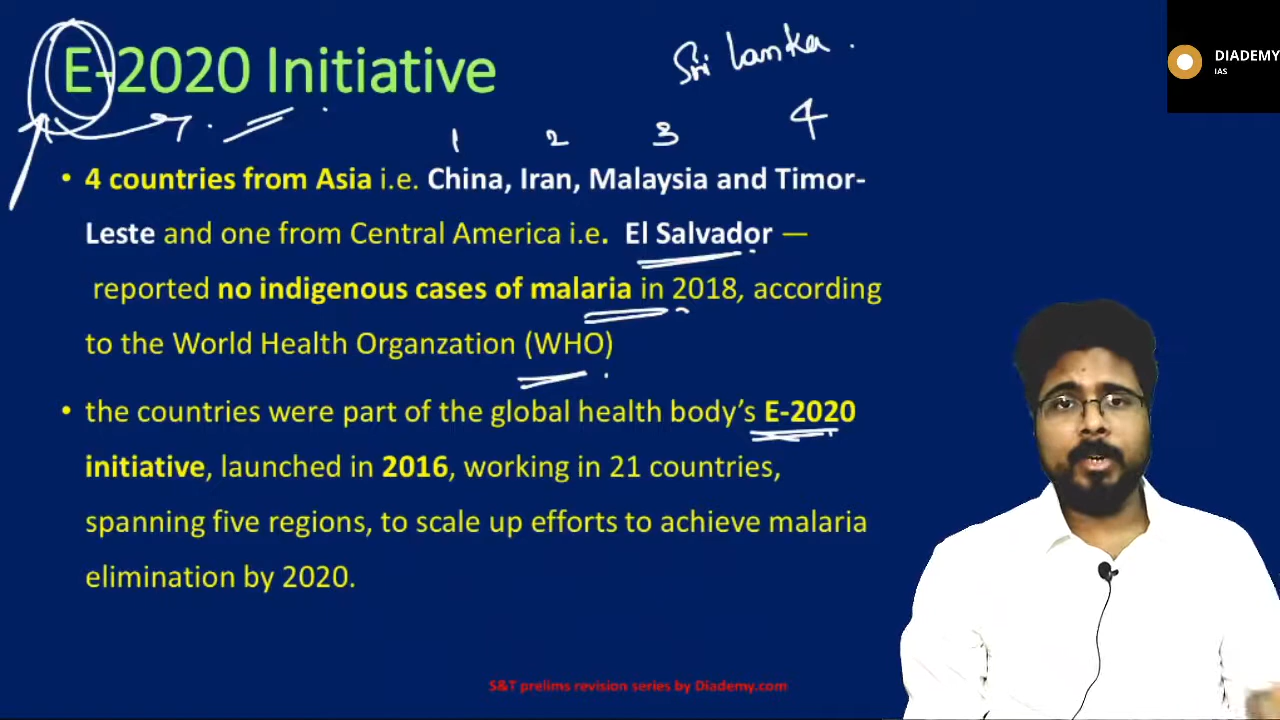 E-2020 Initiative
Sri Lanka.
DIADEMY
IAS
1 2 3 4
• 4 countries from Asia i.e. China, Iran, Malaysia and Timor-
Leste and one from Central America i.e. El Salvador —
reported no indigenous cases of malaria in 2018, according
to the World Health Organzation (WHO)
• the countries were part of the global health body’s E-2020
initiative, launched in 2016, working in 21 countries,
spanning five regions, to scale up efforts to achieve malaria
elimination by 2020.
S&T prelims revision series by Diademy.com